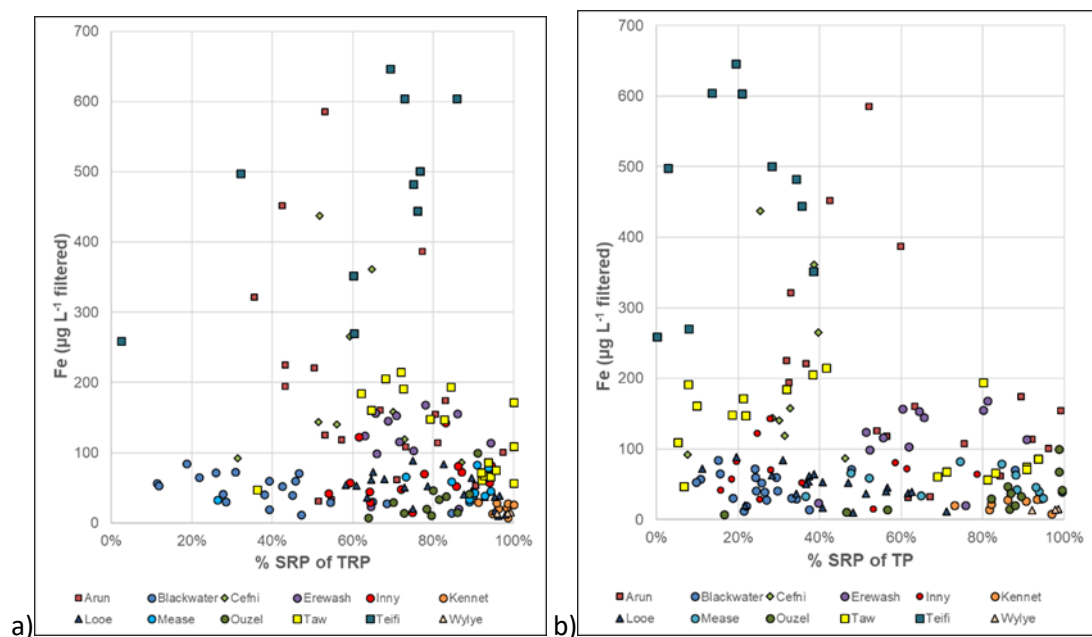 700
600
500
400
300
200
100
0
Fe (µg L⁻¹ filtered)
0% 20% 40% 60% 80% 100%
% SRP of TRP
Arun Blackwater Cefni Erewash Inny Kennet
Looe Mease Ouzel Taw Teifi Wylye
a)
700
600
500
400
300
200
100
0
Fe (µg L⁻¹ filtered)
0% 20% 40% 60% 80% 100%
% SRP of TP
Arun Blackwater Cefni Erewash Inny Kennet
Looe Mease Ouzel Taw Teifi Wylye
b)